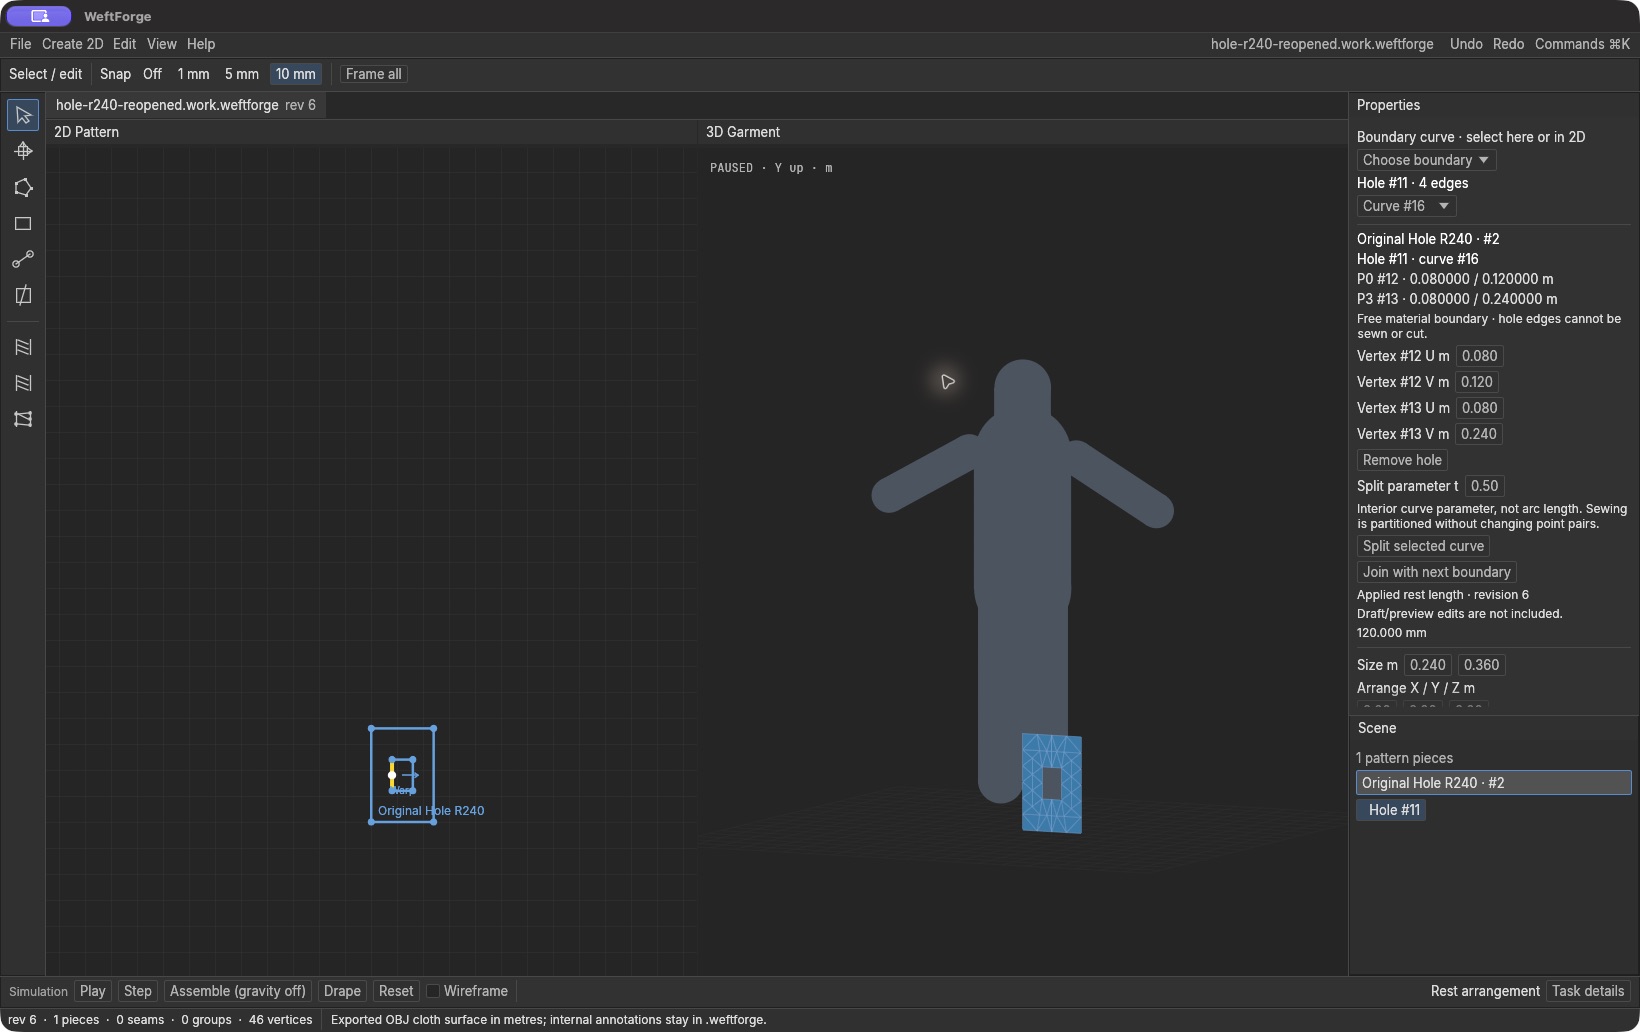 WeftForge
File Create 2D Edit View Help
hole-r240-reopened.work.weftforge Undo Redo Commands ⌘K
Select / edit Snap Off 1 mm 5 mm 10 mm Frame all
hole-r240-reopened.work.weftforge rev 6
2D Pattern
Warp
Original Hole R240
3D Garment
PAUSED · Y up · m
Properties
Boundary curve · select here or in 2D
Choose boundary
Hole #11 · 4 edges
Curve #16
Original Hole R240 · #2
Hole #11 · curve #16
P0 #12 · 0.080000 / 0.120000 m
P3 #13 · 0.080000 / 0.240000 m
Free material boundary · hole edges cannot be
sewn or cut.
Vertex #12 U m 0.080
Vertex #12 V m 0.120
Vertex #13 U m 0.080
Vertex #13 V m 0.240
Remove hole
Split parameter t 0.50
Interior curve parameter, not arc length. Sewing
is partitioned without changing point pairs.
Split selected curve
Join with next boundary
Applied rest length · revision 6
Draft/preview edits are not included.
120.000 mm
Size m 0.240 0.360
Arrange X / Y / Z m
Scene
1 pattern pieces
Original Hole R240 · #2
Hole #11
Simulation Play Step Assemble (gravity off) Drape Reset Wireframe
Rest arrangement Task details
rev 6 · 1 pieces · 0 seams · 0 groups · 46 vertices Exported OBJ cloth surface in metres; internal annotations stay in .weftforge.